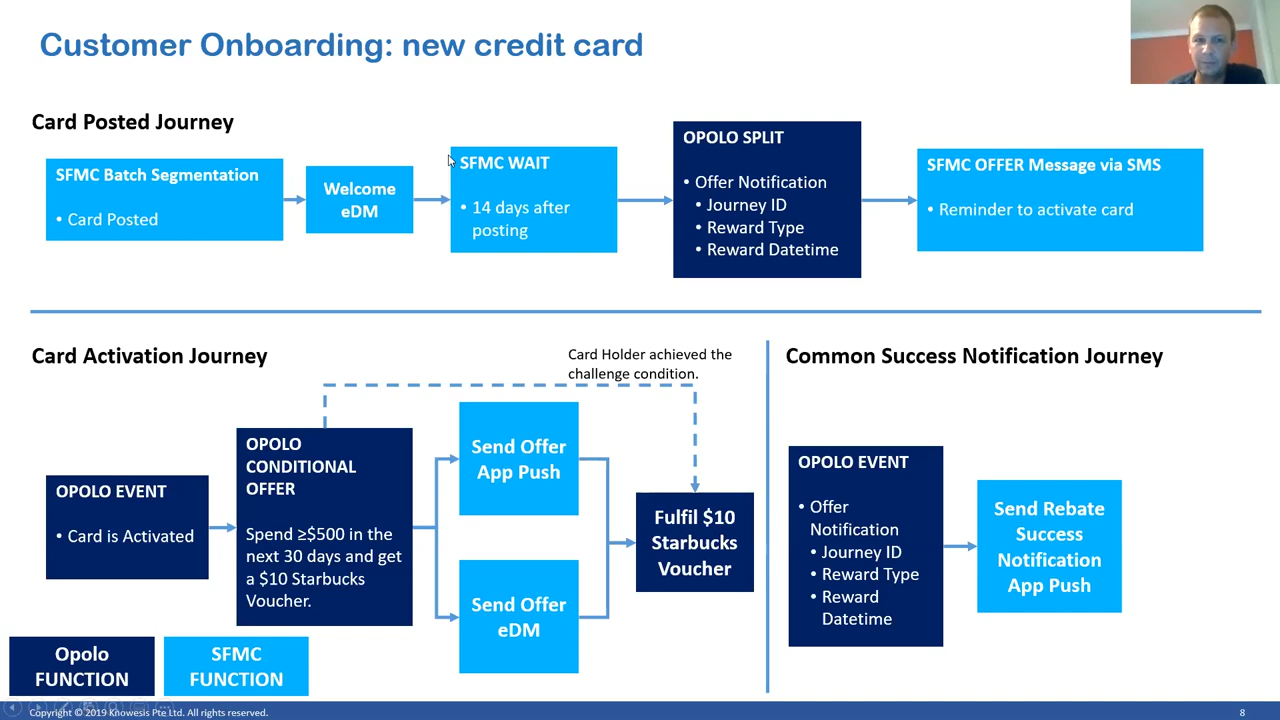 Customer Onboarding: new credit card
Card Posted Journey
SFMC Batch Segmentation
• Card Posted
Welcome
eDM
SFMC WAIT
• 14 days after
posting
OPOLO SPLIT
• Offer Notification
• Journey ID
• Reward Type
• Reward Datetime
SFMC OFFER Message via SMS
• Reminder to activate card
Card Activation Journey
Card Holder achieved the
challenge condition.
OPOLO EVENT
• Card is Activated
OPOLO
CONDITIONAL
OFFER
Spend ≥$500 in the
next 30 days and get
a $10 Starbucks
Voucher.
Send Offer
App Push
Send Offer
eDM
Fulfil $10
Starbucks
Voucher
Common Success Notification Journey
OPOLO EVENT
• Offer
Notification
• Journey ID
• Reward Type
• Reward
Datetime
Send Rebate
Success
Notification
App Push
Opolo
FUNCTION
SFMC
FUNCTION
Copyright © 2019 Knowesis Pte Ltd. All rights reserved.
8